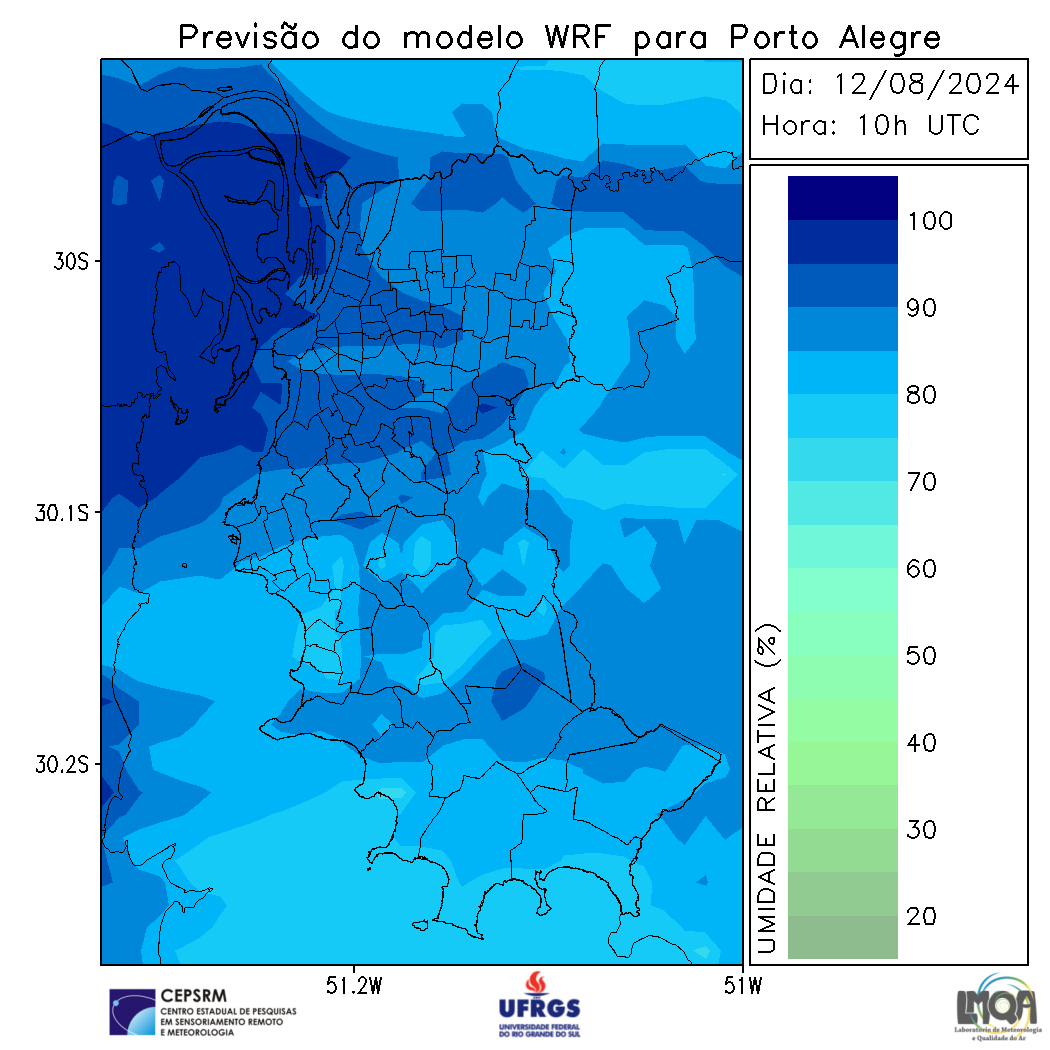 Previsão do modelo WRF para Porto Alegre
Dia: 12/08/2024
Hora: 10h UTC
100
90
80
70
60
50
40
30
20
UMIDADE RELATIVA (%)
30S
30.1S
30.2S
51.2W
51W
CEPSRM
CENTRO ESTADUAL DE PESQUISAS
EM SENSORIAMENTO REMOTO
E METEOROLOGIA
UFRGS
UNIVERSIDADE FEDERAL
DO RIO GRANDE DO SUL
LMQA
Laboratório de Meteorologia
e Qualidade do Ar